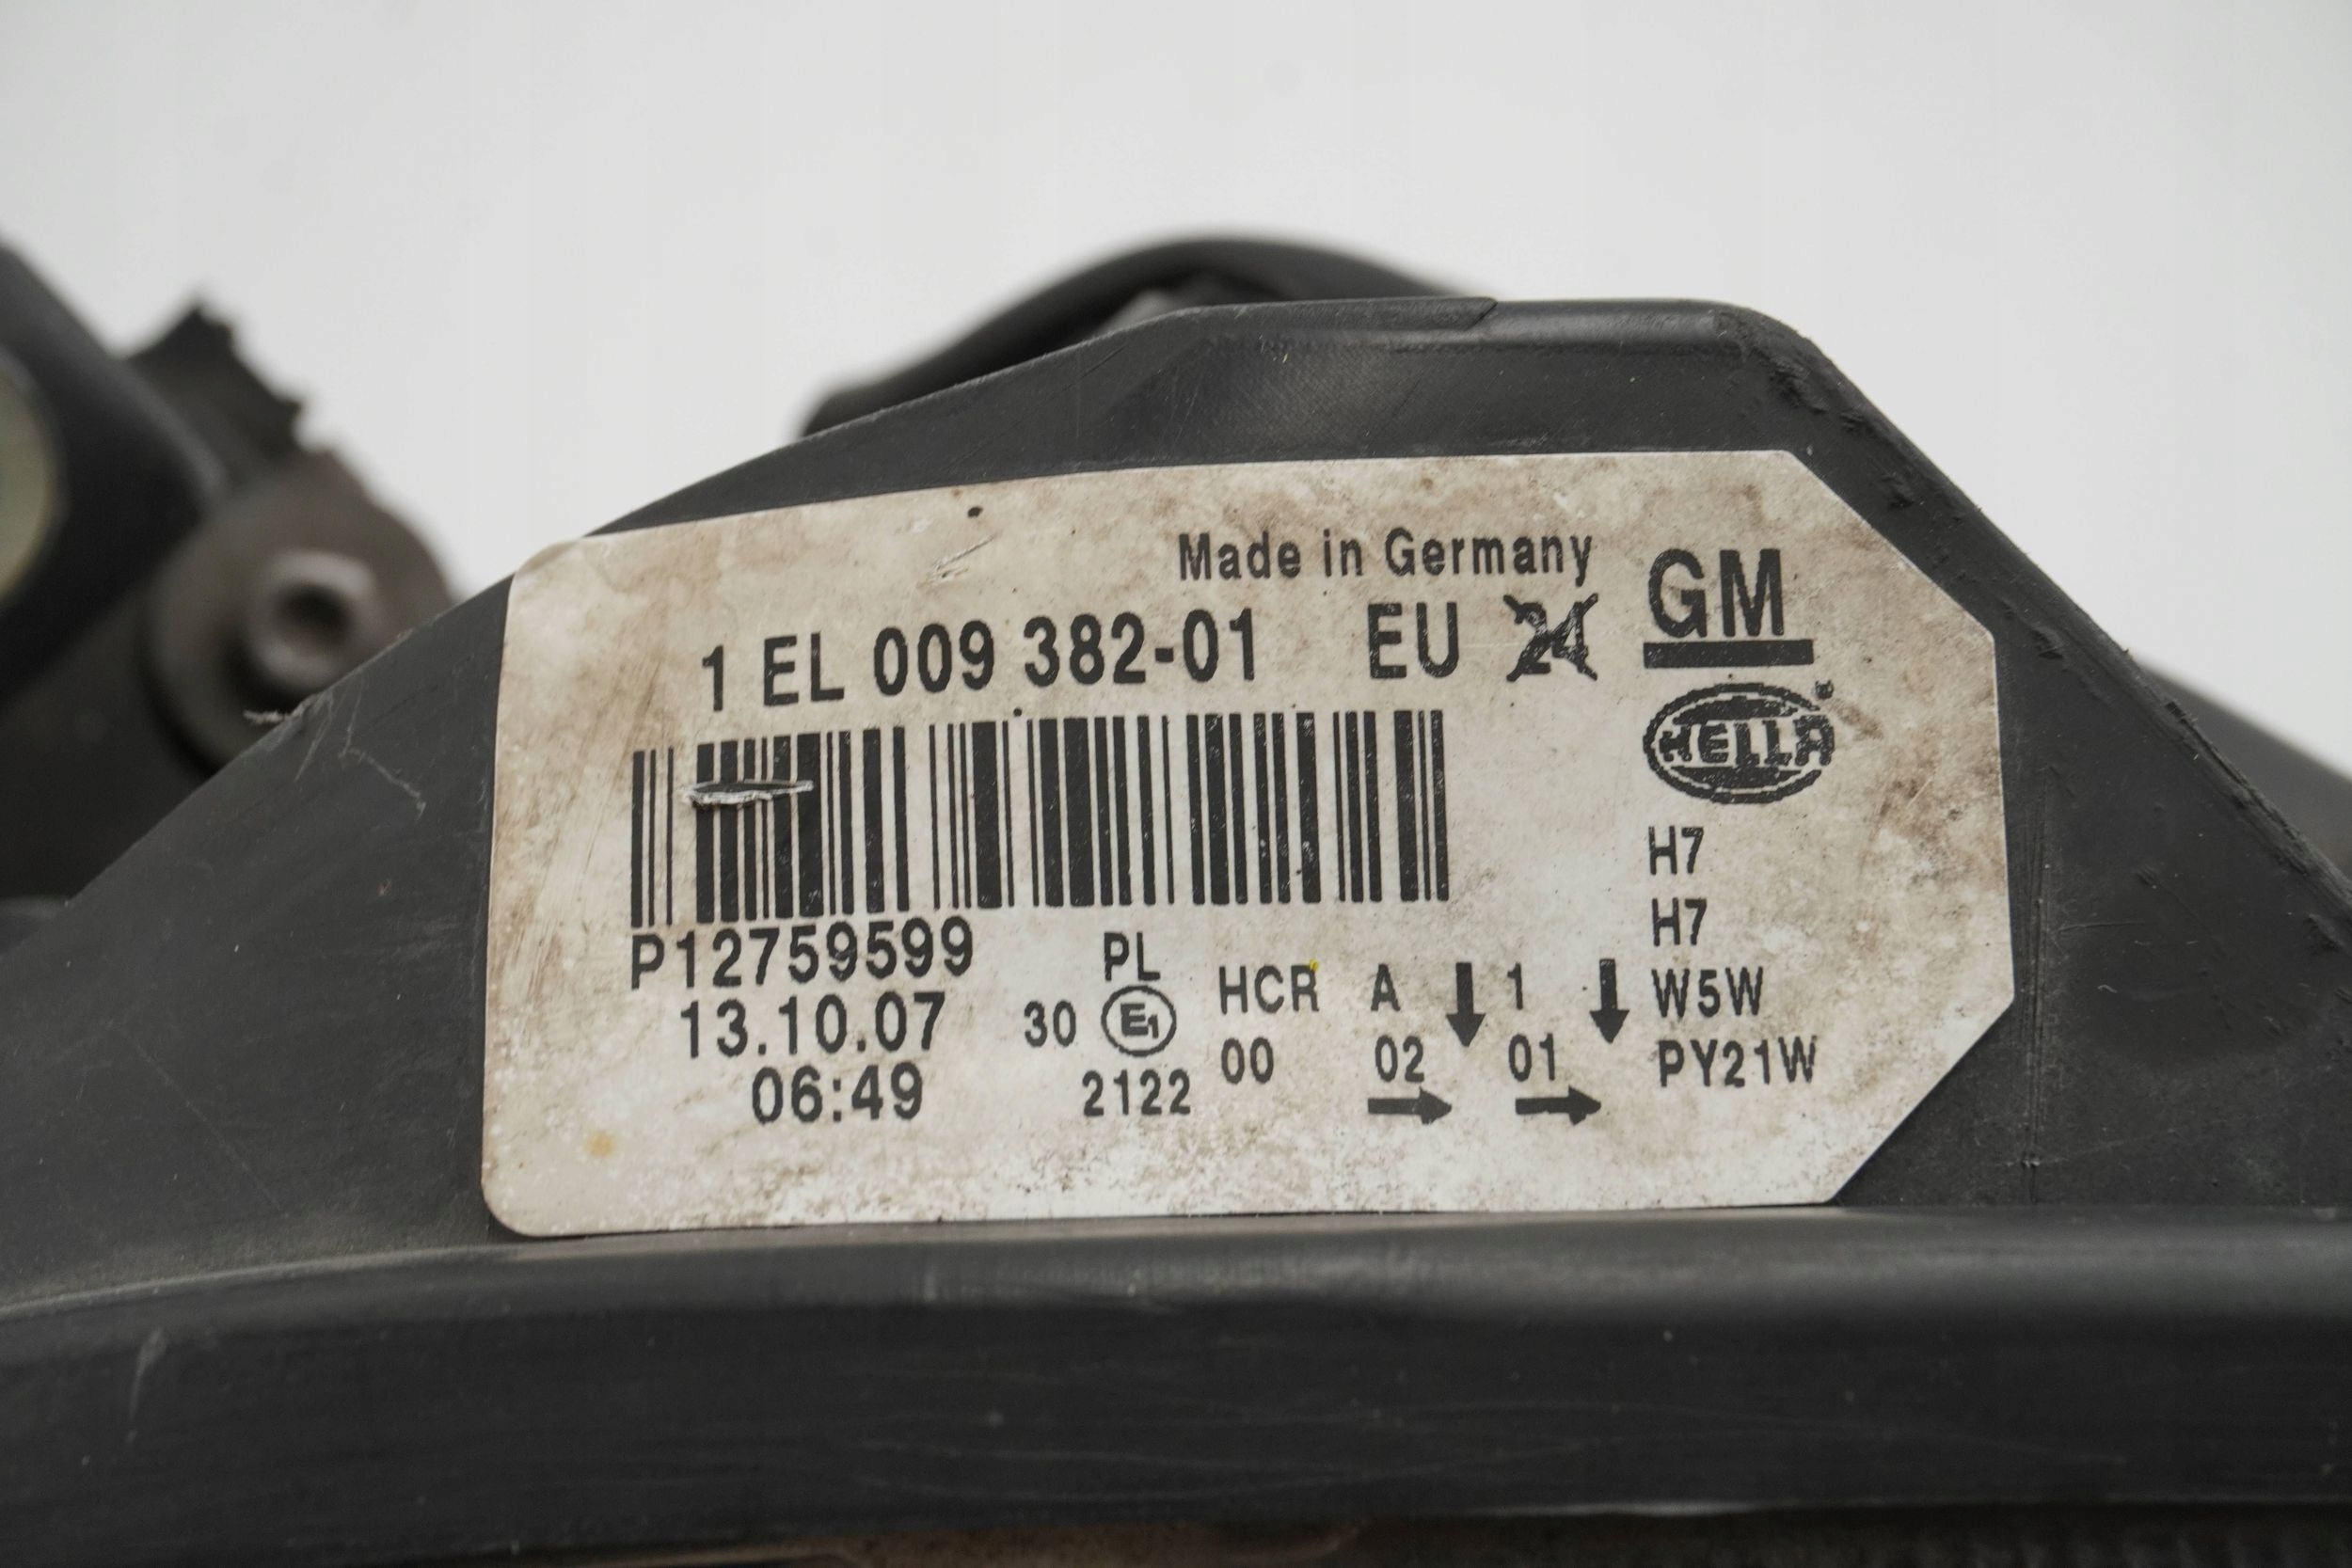 Made in Germany
1 EL 009 382-01 EU 24
GM
HELLA
P12759599
13.10.07
06:49
PL
30 E1
2122
HCR A ↓ 1 ↓
00 02 01
→ →
H7
H7
W5W
PY21W